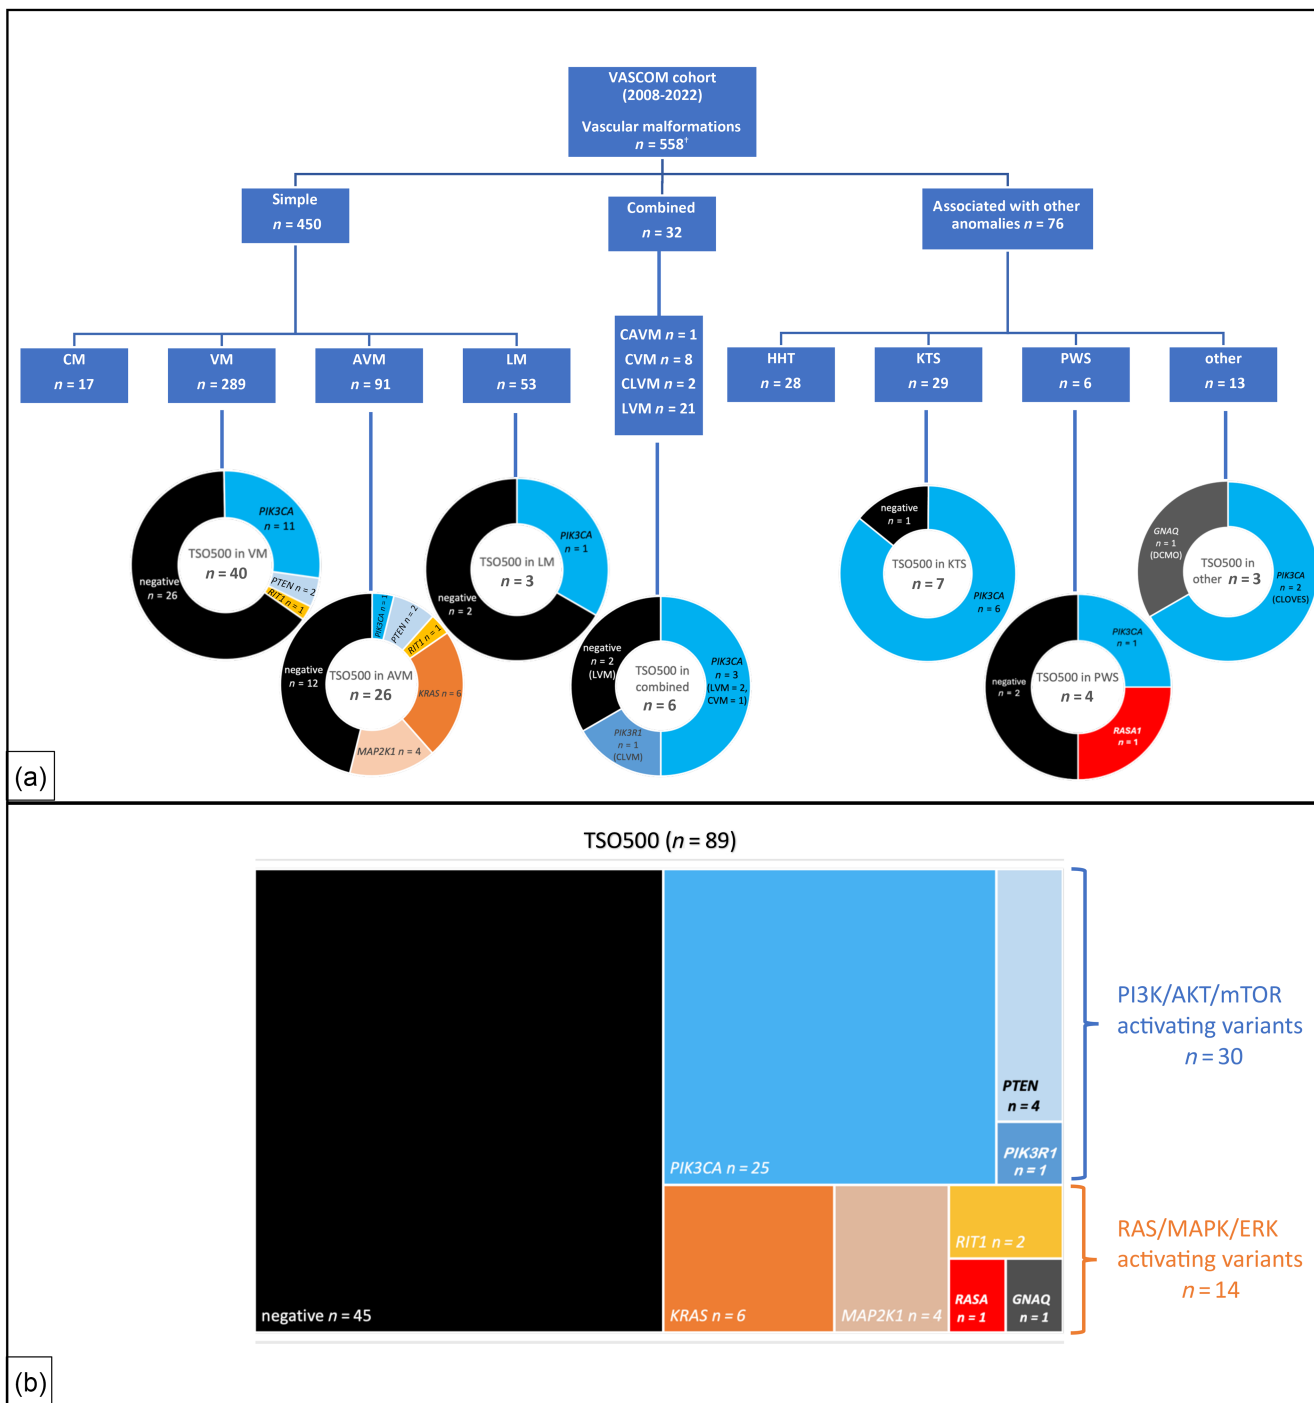 VASCOM cohort
(2008-2022)
Vascular malformations
n = 558†
Simple
n = 450
Combined
n = 32
Associated with other
anomalies n = 76
CM
n = 17
VM
n = 289
AVM
n = 91
LM
n = 53
CAVM n = 1
CVM n = 8
CLVM n = 2
LVM n = 21
HHT
n = 28
KTS
n = 29
PWS
n = 6
other
n = 13
PIK3CA
n = 11
PTEN n = 2
RIT1 n = 1
negative
n = 26
TSO500 in VM
n = 40
PIK3CA n = 1
PTEN n = 2
RIT1 n = 1
KRAS n = 6
MAP2K1 n = 4
negative
n = 12
TSO500 in AVM
n = 26
PIK3CA
n = 1
negative
n = 2
TSO500 in LM
n = 3
negative
n = 2
(LVM)
PIK3CA
n = 3
(LVM = 2,
CVM = 1)
PIK3R1
n = 1
(CLVM)
TSO500 in
combined
n = 6
negative
n = 1
TSO500 in KTS
n = 7
PIK3CA
n = 6
PIK3CA
n = 1
negative
n = 2
TSO500 in PWS
n = 4
RASA1
n = 1
GNAQ
n = 1
(DCMO)
TSO500 in
other n = 3
PIK3CA
n = 2
(CLOVES)
(a)
TSO500 (n = 89)
negative n = 45
PIK3CA n = 25
PTEN
n = 4
PIK3R1
n = 1
KRAS n = 6
MAP2K1 n = 4
RIT1 n = 2
RASA
n = 1
GNAQ
n = 1
PI3K/AKT/mTOR
activating variants
n = 30
RAS/MAPK/ERK
activating variants
n = 14
(b)